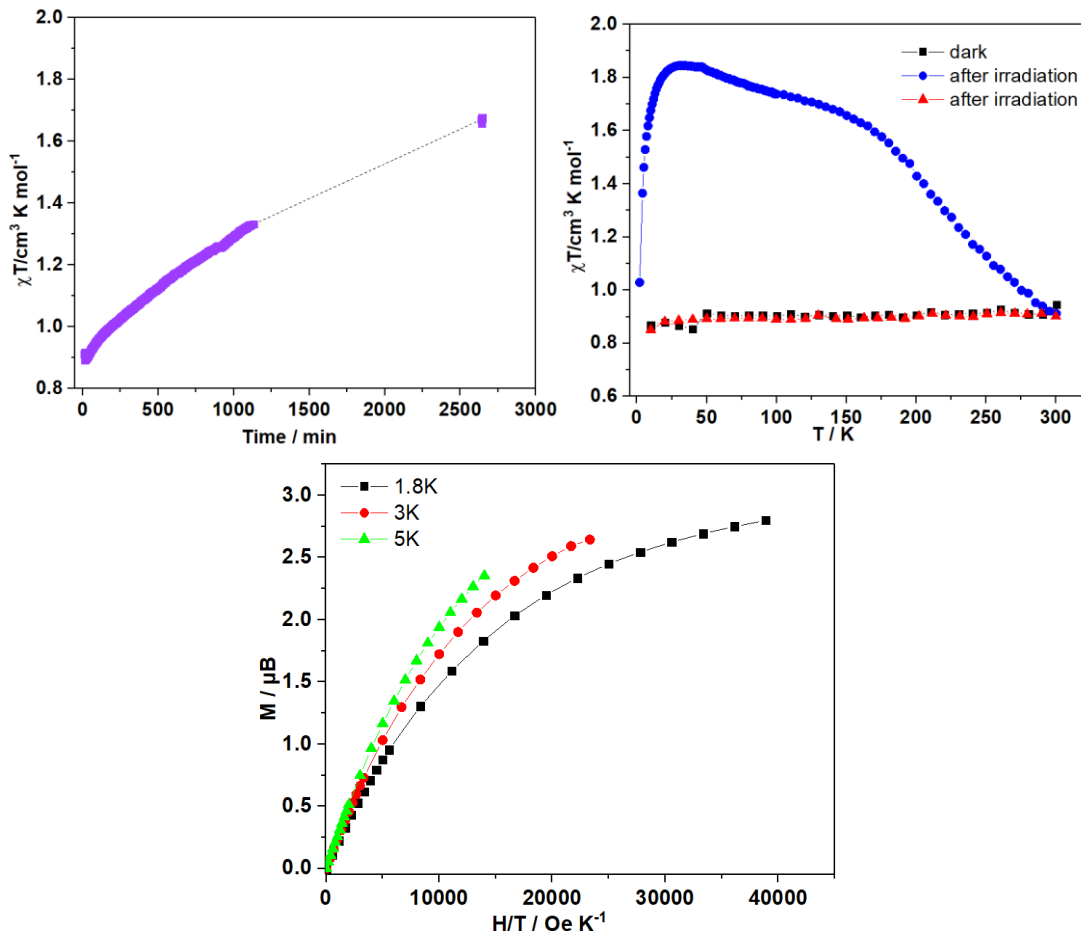 2.0
1.8
1.6
1.4
1.2
1.0
0.8
χT/cm³ K mol⁻¹
0 500 1000 1500 2000 2500 3000
Time / min
2.0
1.8
1.6
1.4
1.2
1.0
0.8
0.6
χT/cm³ K mol⁻¹
dark
after irradiation
after irradiation
0 50 100 150 200 250 300
T / K
3.0
2.5
2.0
1.5
1.0
0.5
0.0
M / µB
1.8K
3K
5K
0 10000 20000 30000 40000
H/T / Oe K⁻¹